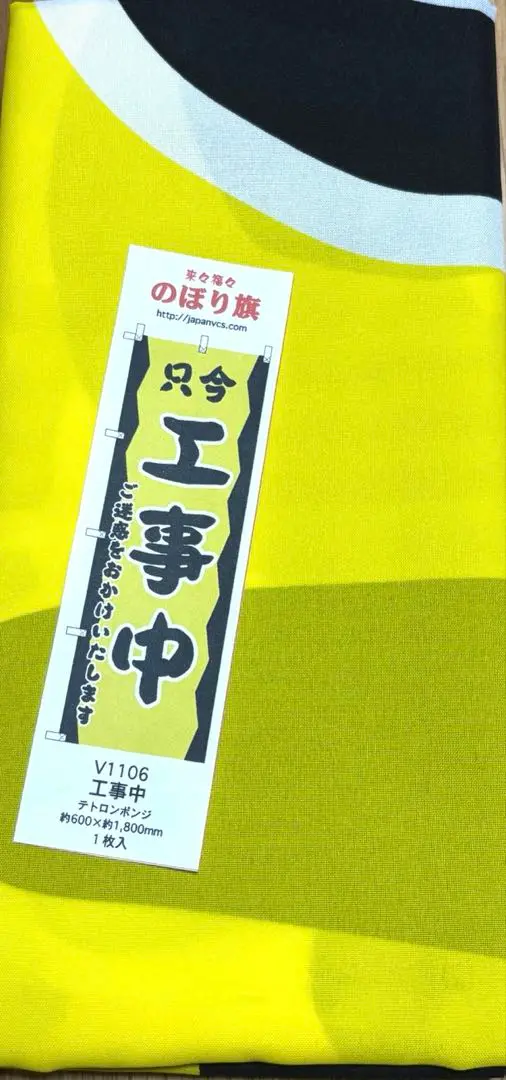 来々福々
のぼり旗
http://japanvcs.com
只今
工事中
ご迷惑をおかけいたします
V1106
工事中
テトロンポンジ
約600×約1,800mm
1枚入